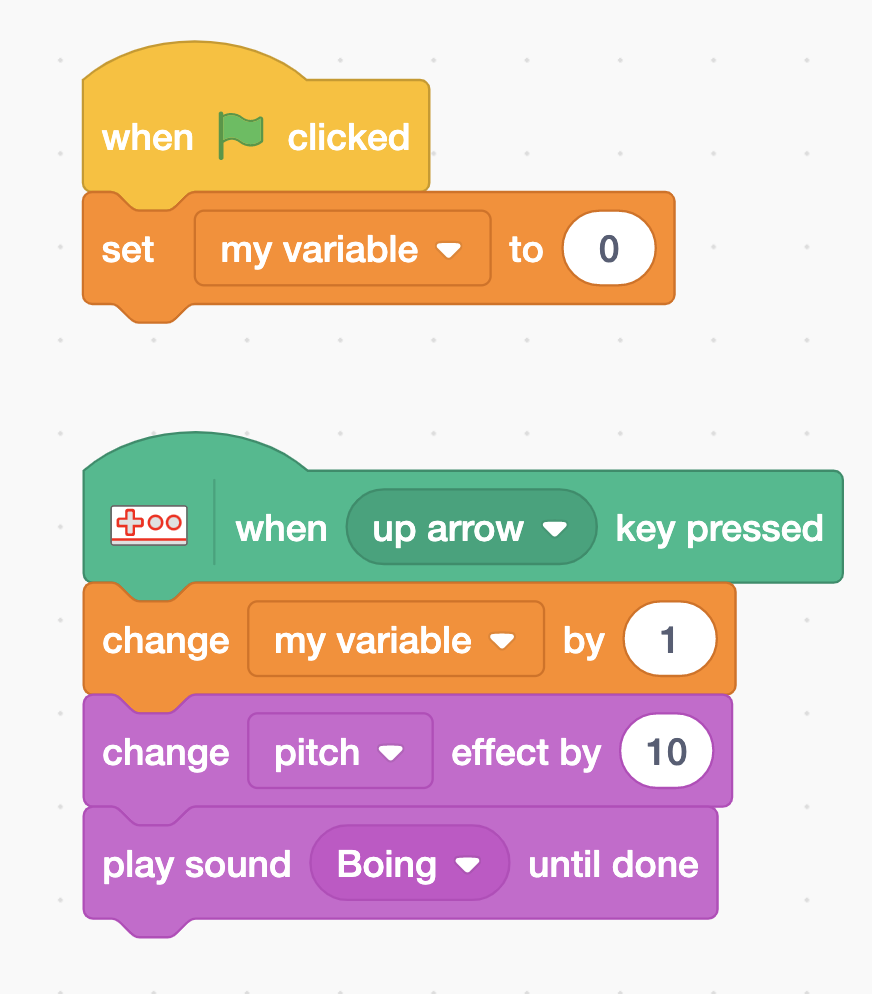 when clicked
set my variable to 0
when up arrow key pressed
change my variable by 1
change pitch effect by 10
play sound Boing until done